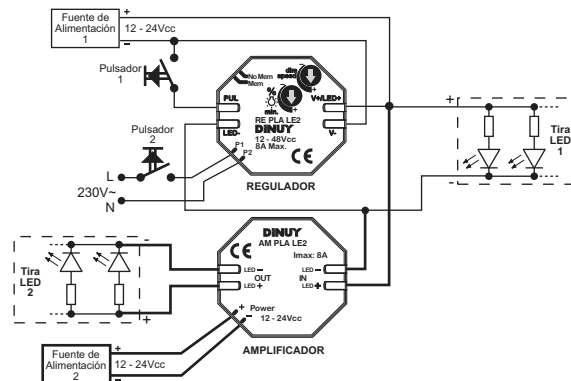 Fuente de
Alimentación
1
+
12 - 24Vcc
–
Pulsador
1
No Mem
Mem
dim
speed
- +
%
min.
- +
PUL
V+/LED+
RE PLA LE2
LED-
DINUY
V-
12 - 48Vcc
8A Max.
P1
P2
CE
REGULADOR
Pulsador
2
L
230V~
N
+
-
Tira
LED
1
DINUY
AM PLA LE2
CE
Imax: 8A
LED –
OUT
LED +
LED –
IN
LED +
+
–
Power
12 - 24Vcc
AMPLIFICADOR
Tira
LED
2
-
+
Fuente de
Alimentación
2
+
12 - 24Vcc
–